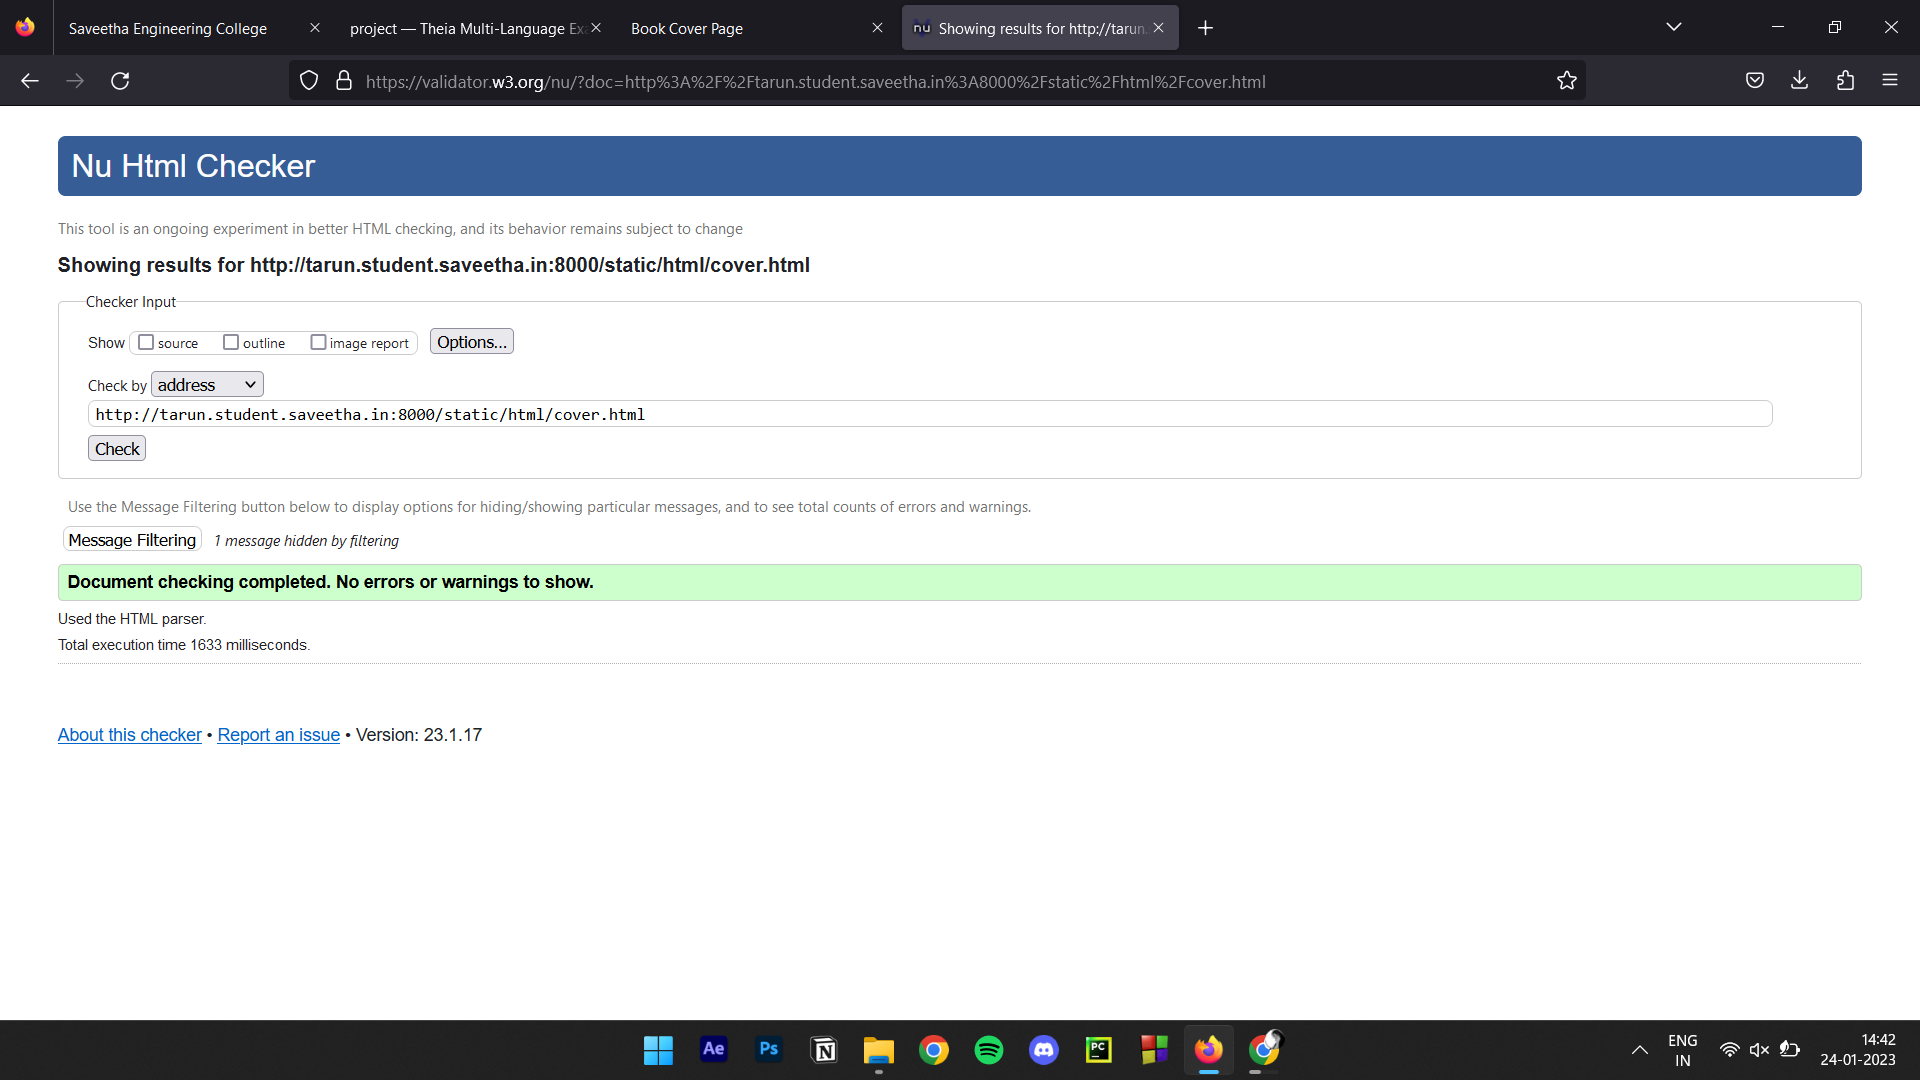 Saveetha Engineering College
project — Theia Multi-Language Exa
Book Cover Page
nu Showing results for http://tarun.
https://validator.w3.org/nu/?doc=http%3A%2F%2Ftarun.student.saveetha.in%3A8000%2Fstatic%2Fhtml%2Fcover.html
Nu Html Checker
This tool is an ongoing experiment in better HTML checking, and its behavior remains subject to change
Showing results for http://tarun.student.saveetha.in:8000/static/html/cover.html
Checker Input
Show source outline image report Options...
Check by address
http://tarun.student.saveetha.in:8000/static/html/cover.html
Check
Use the Message Filtering button below to display options for hiding/showing particular messages, and to see total counts of errors and warnings.
Message Filtering 1 message hidden by filtering
Document checking completed. No errors or warnings to show.
Used the HTML parser.
Total execution time 1633 milliseconds.
About this checker • Report an issue • Version: 23.1.17
Ae
Ps
N
PC
ENG
IN
14:42
24-01-2023